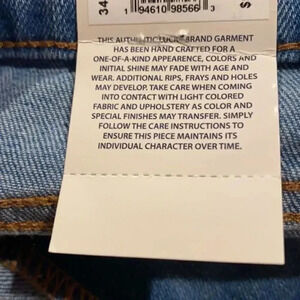 34
1 94610 98566 3
$
THIS AUTHENTIC LUCKY BRAND GARMENT
HAS BEEN HAND CRAFTED FOR A
ONE-OF-A-KIND APPEARENCE, COLORS AND
INITIAL SHINE MAY FADE WITH AGE AND
WEAR. ADDITIONAL RIPS, FRAYS AND HOLES
MAY DEVELOP. TAKE CARE WHEN COMING
INTO CONTACT WITH LIGHT COLORED
FABRIC AND UPHOLSTERY AS COLOR AND
SPECIAL FINISHES MAY TRANSFER. SIMPLY
FOLLOW THE CARE INSTRUCTIONS TO
ENSURE THIS PIECE MAINTAINS ITS
INDIVIDUAL CHARACTER OVER TIME.